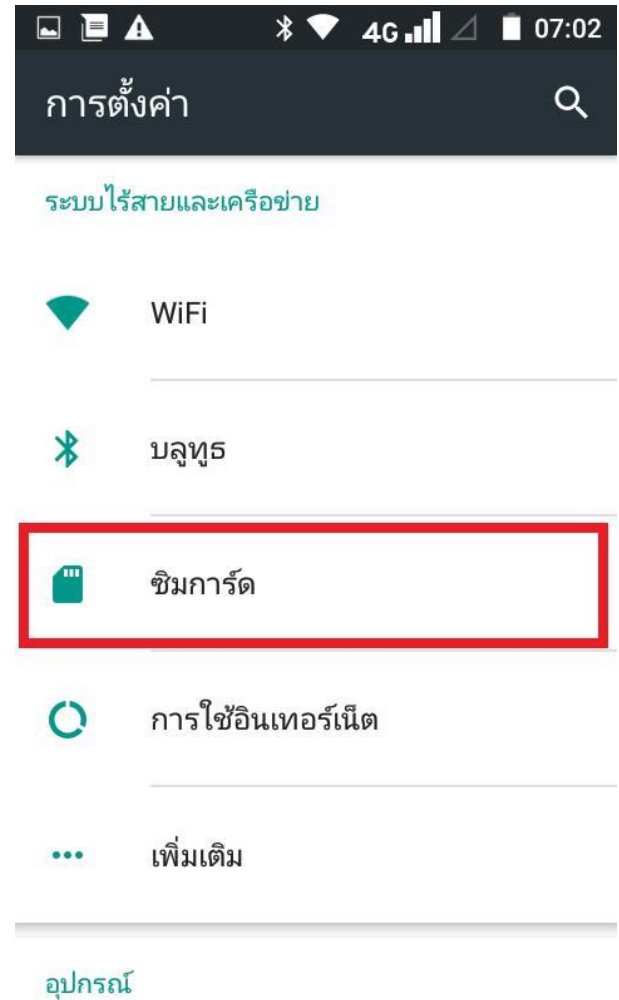 4G 07:02
การตั้งค่า
ระบบไร้สายและเครือข่าย
WiFi
บลูทูธ
ซิมการ์ด
การใช้อินเทอร์เน็ต
เพิ่มเติม
อุปกรณ์